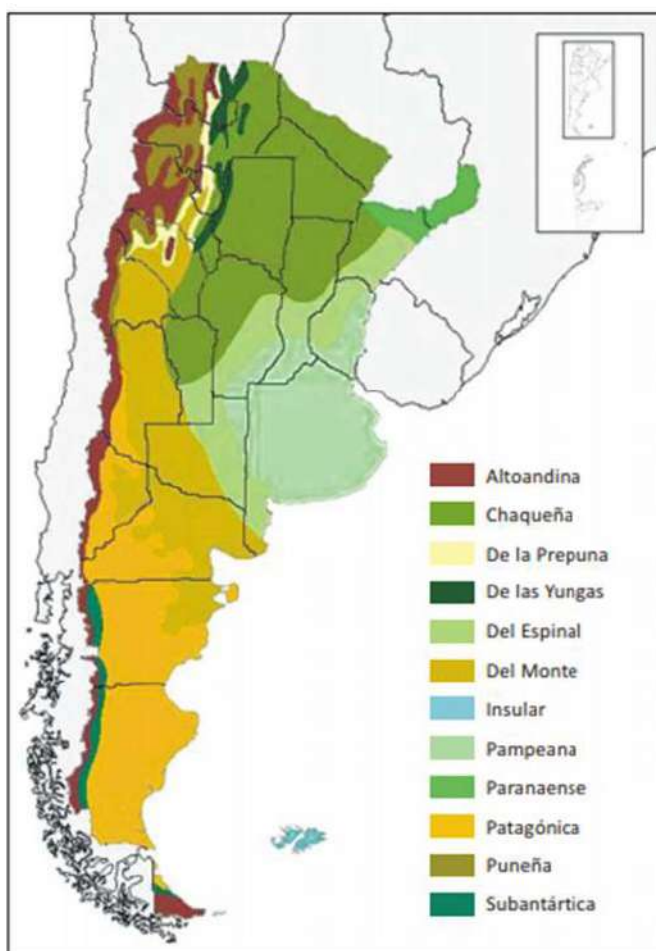 Altoandina
Chaqueña
De la Prepuna
De las Yungas
Del Espinal
Del Monte
Insular
Pampeana
Paranaense
Patagónica
Puneña
Subantártica